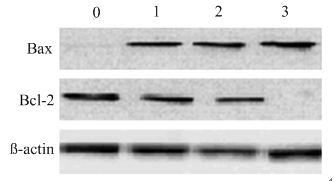 0 1 2 3
Bax
Bcl-2
ß-actin